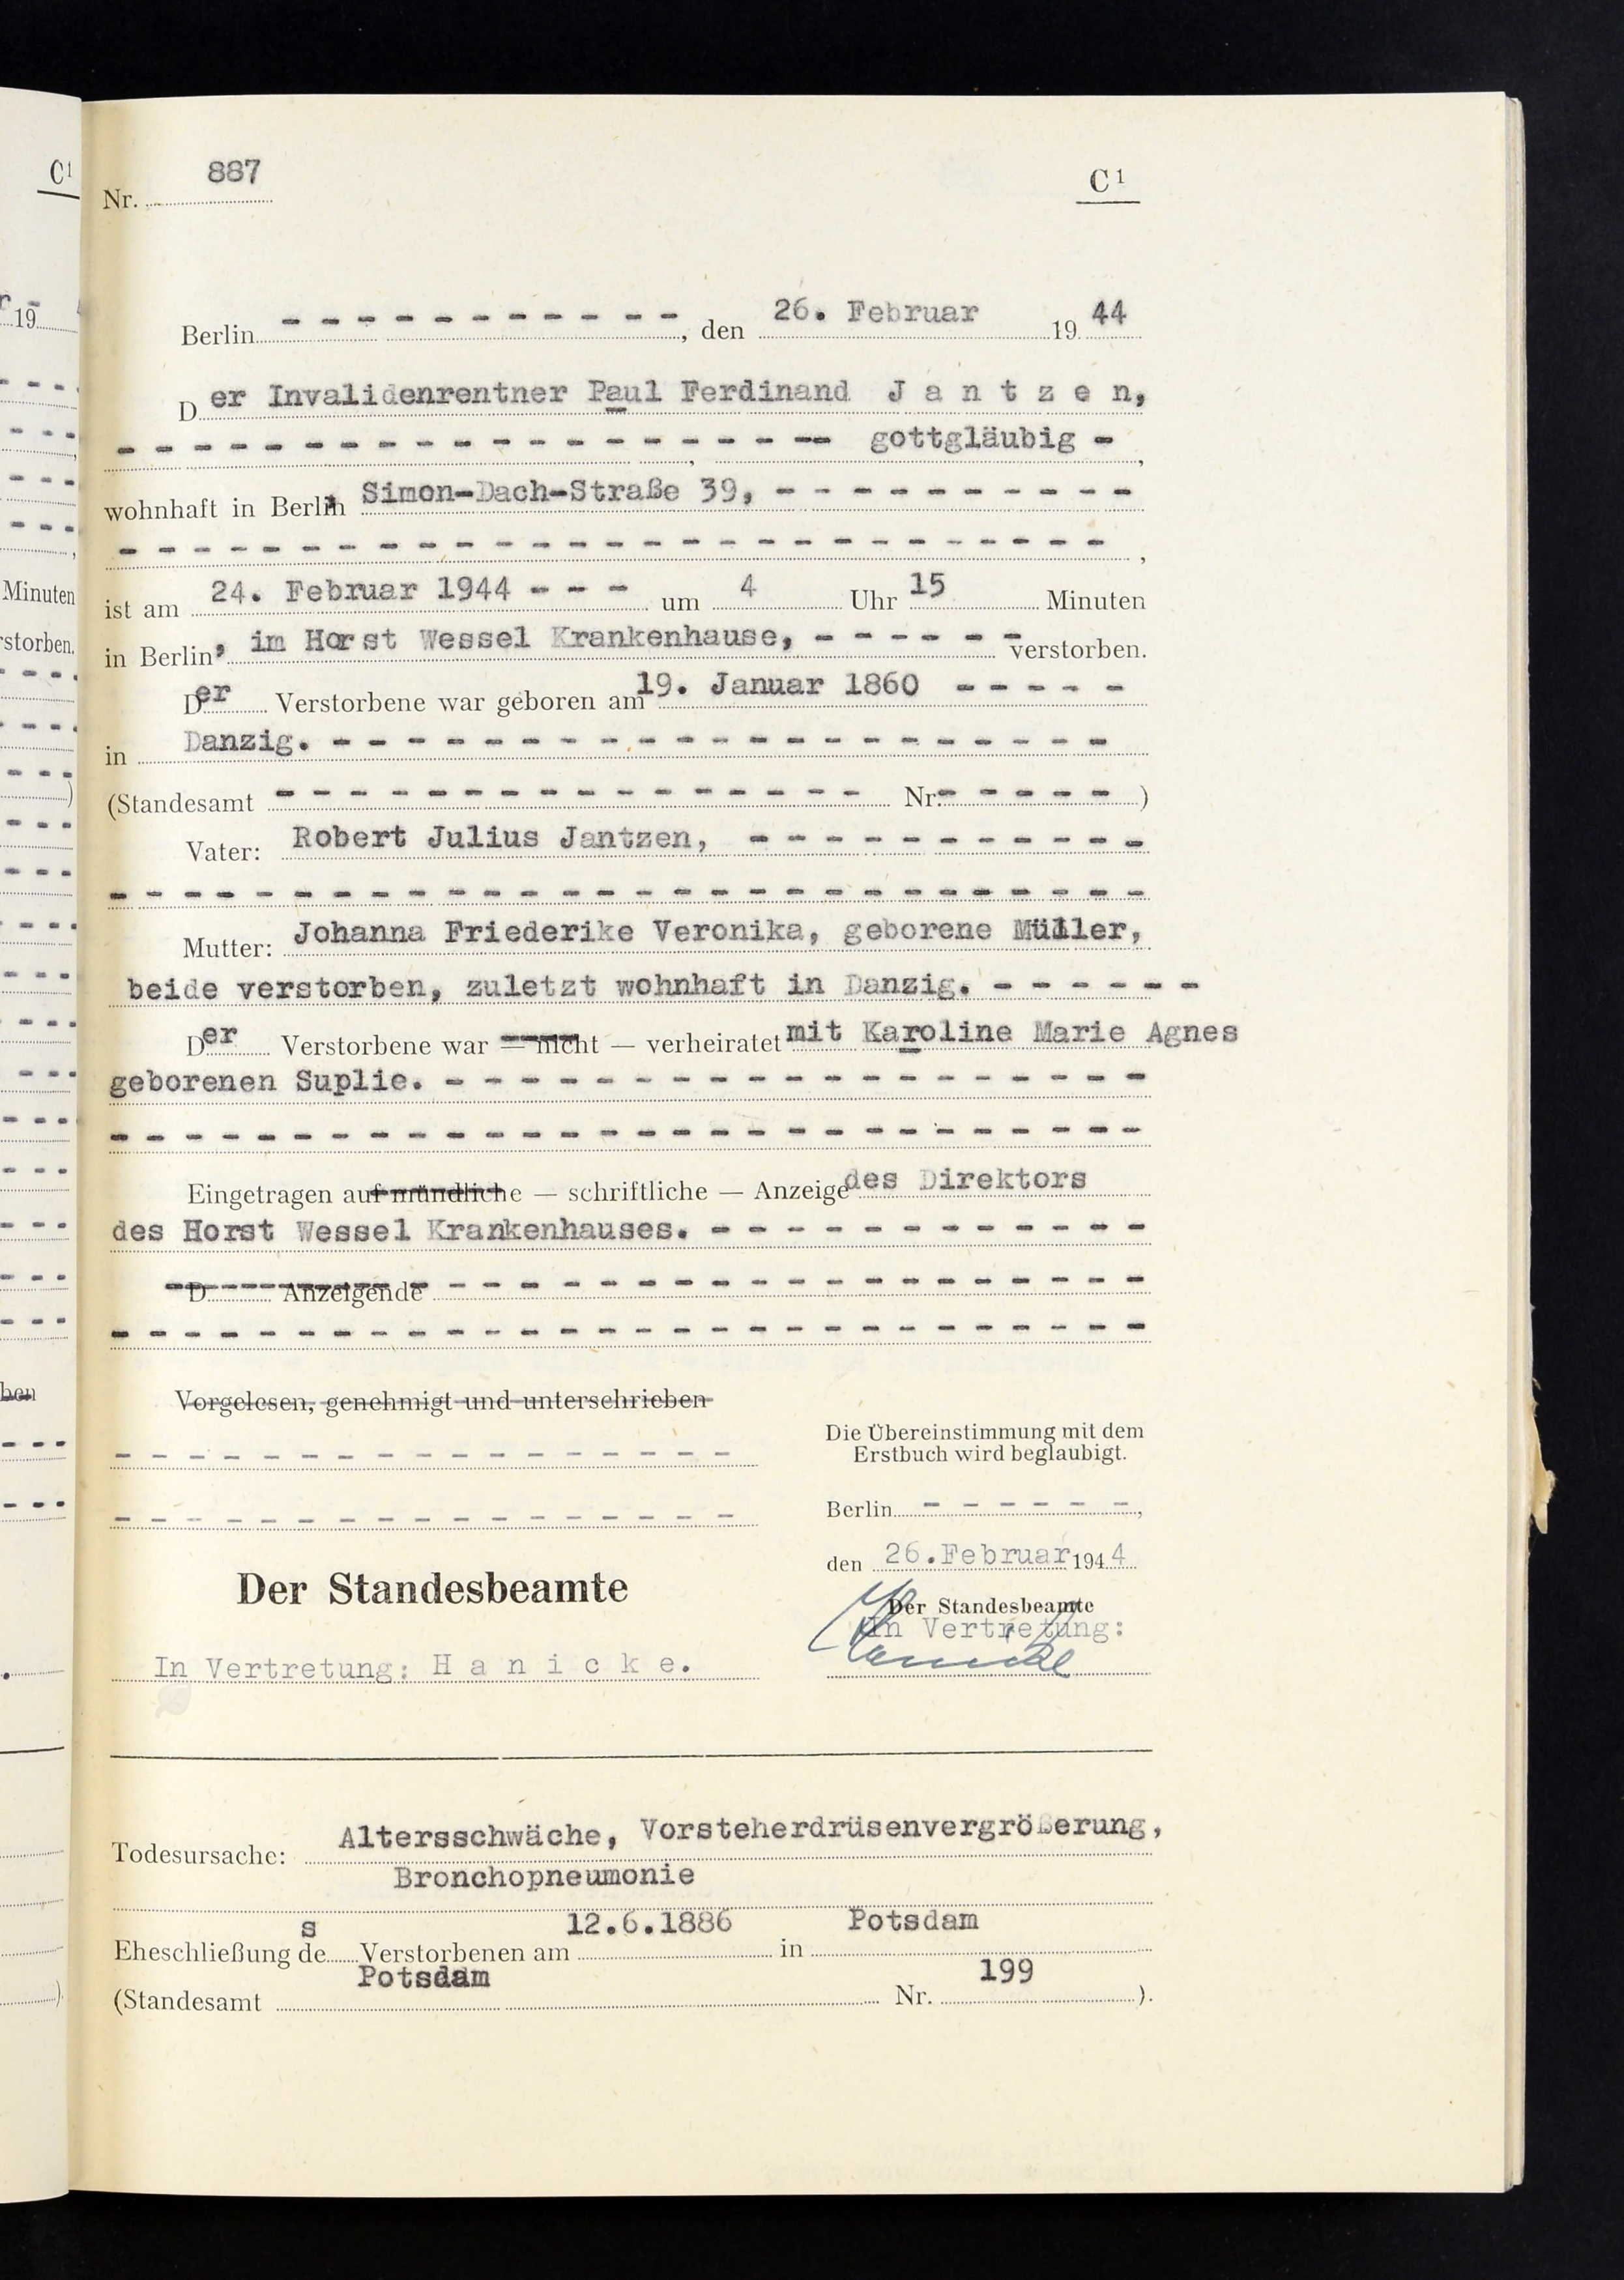 C1
887
Nr.
C 1
r 19
Berlin - - - - - - - - - - -, den 26. Februar 19 44
Der Invalidenrentner Paul Ferdinand J a n t z e n,
- - - - - - - - - - - - - - - - - - - gottgläubig -,
wohnhaft in Berlin Simon-Dach-Straße 39, - - - - - - - - - -
- - - - - - - - - - - - - - - - - - - - - - - - - - - ,
Minuten
ist am 24. Februar 1944 - - - um 4 Uhr 15 Minuten
rstorben.
in Berlin, im Horst Wessel Krankenhause, - - - - - - verstorben.
Der Verstorbene war geboren am 19. Januar 1860 - - - - -
in Danzig. - - - - - - - - - - - - - - - - - - - - -
(Standesamt - - - - - - - - - - - - - - - - Nr. - - - - - )
Vater: Robert Julius Jantzen, - - - - - - - - - - -
- - - - - - - - - - - - - - - - - - - - - - - - - - - -
Mutter: Johanna Friederike Veronika, geborene Müller,
beide verstorben, zuletzt wohnhaft in Danzig. - - - - - -
Der Verstorbene war — nicht — verheiratet mit Karoline Marie Agnes
geborenen Suplie. - - - - - - - - - - - - - - - - - - -
- - - - - - - - - - - - - - - - - - - - - - - - - - - -
Eingetragen auf mündliche — schriftliche — Anzeige des Direktors
des Horst Wessel Krankenhauses. - - - - - - - - - - - -
D - - - Anzeigende - - - - - - - - - - - - - - - - - - - -
- - - - - - - - - - - - - - - - - - - - - - - - - - - -
ben
Vorgelesen, genehmigt und unterschrieben
- - - - - - - - - - - - - - - - -
- - - - - - - - - - - - - - - - -
Der Standesbeamte
In Vertretung: H a n i c k e.
Die Übereinstimmung mit dem
Erstbuch wird beglaubigt.
Berlin - - - - - -,
den 26.Februar 1944
Der Standesbeamte
In Vertretung:
Hanicke
Todesursache: Altersschwäche, Vorsteherdrüsenvergrößerung,
Bronchopneumonie
Eheschließung des Verstorbenen am 12.6.1886 in Potsdam
(Standesamt Potsdam Nr. 199 ).